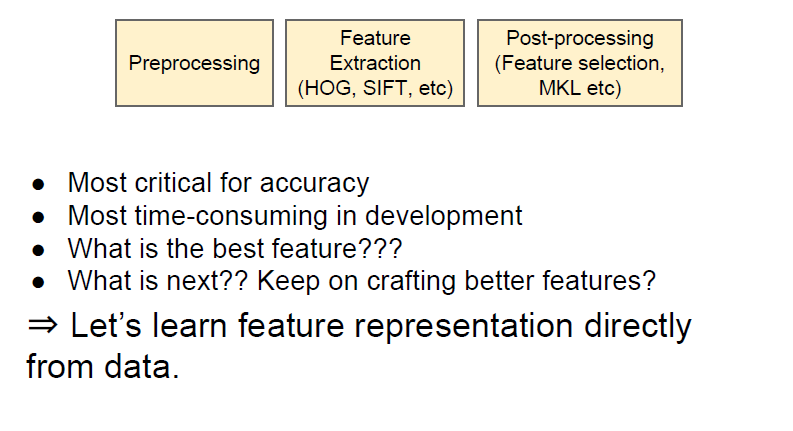 Preprocessing
Feature
Extraction
(HOG, SIFT, etc)
Post-processing
(Feature selection,
MKL etc)
● Most critical for accuracy
● Most time-consuming in development
● What is the best feature???
● What is next?? Keep on crafting better features?
⇒ Let’s learn feature representation directly
from data.